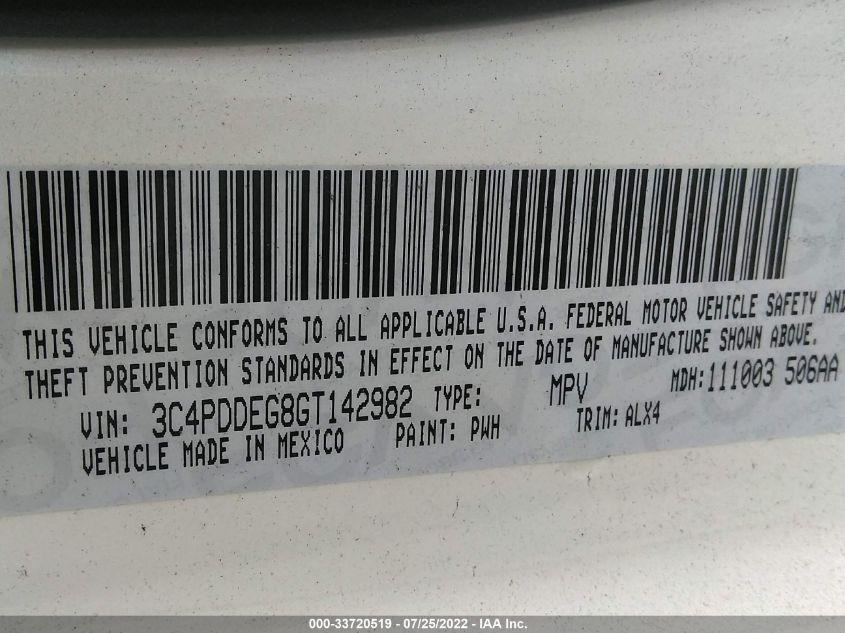 THIS VEHICLE CONFORMS TO ALL APPLICABLE U.S.A. FEDERAL MOTOR VEHICLE SAFETY AND
THEFT PREVENTION STANDARDS IN EFFECT ON THE DATE OF MANUFACTURE SHOWN ABOVE.
VIN: 3C4PDDEG8GT142982 TYPE: MPV MDH:111003 506AA
VEHICLE MADE IN MEXICO PAINT: PWH TRIM: ALX4
000-33720519 - 07/25/2022 - IAA Inc.